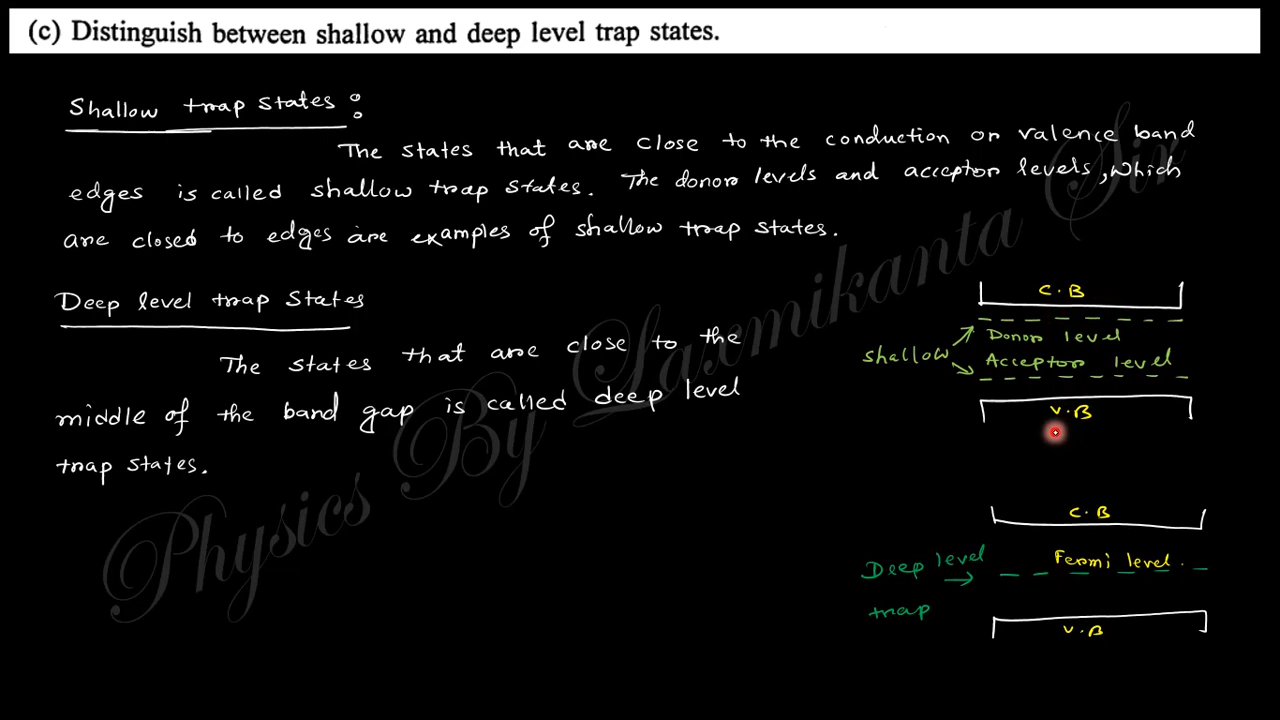 (c) Distinguish between shallow and deep level trap states.
Shallow trap states :
The states that are close to the conduction or valence band
edges is called shallow trap states. The donor levels and acceptor levels, which
are closed to edges are examples of shallow trap states.
Deep level trap States
The states that are close to the
middle of the band gap is called deep level
trap states.
C.B
Donor level
shallow
Acceptor level
V.B
C.B
Deep level
Fermi level.
trap
V.B
Physics By Laxmikanta Sir